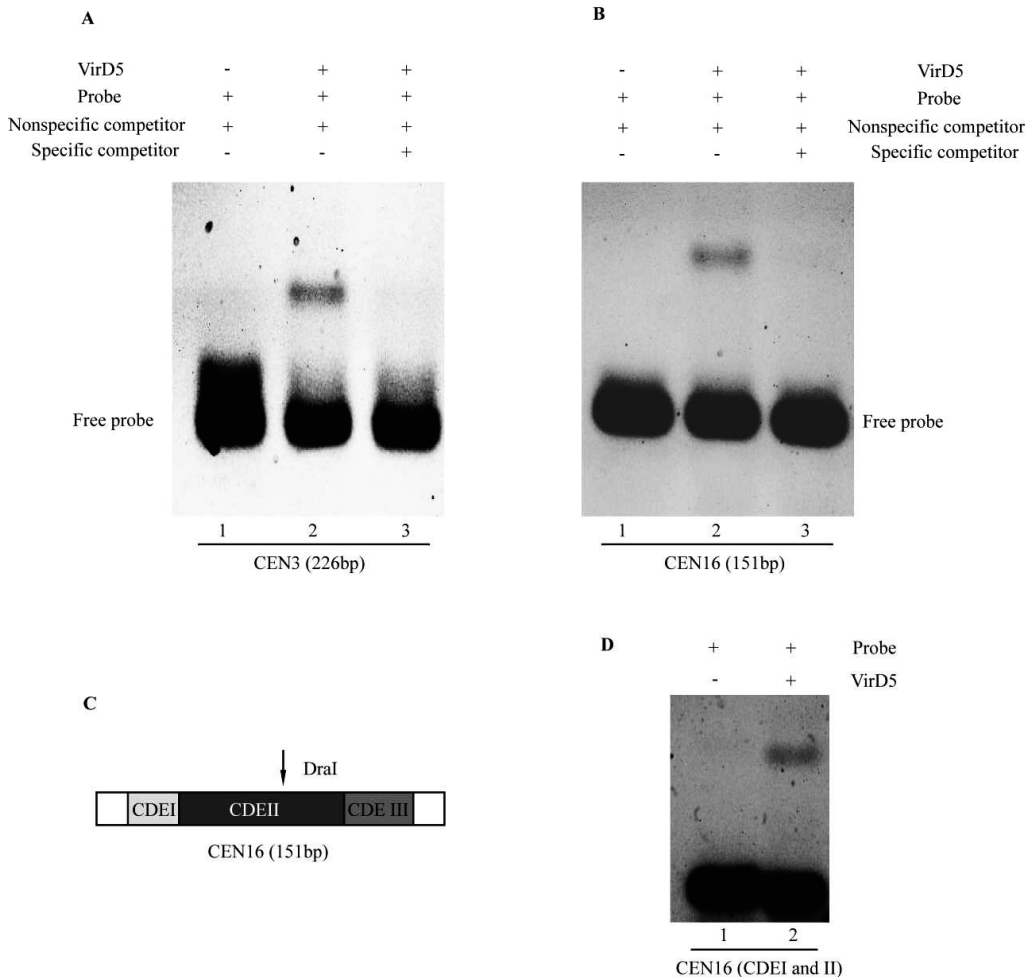 A
VirD5 - + +
Probe + + +
Nonspecific competitor + + +
Specific competitor - - +
Free probe
1 2 3
CEN3 (226bp)
B
- + + VirD5
+ + + Probe
+ + + Nonspecific competitor
- - + Specific competitor
Free probe
1 2 3
CEN16 (151bp)
C
DraI
CDEI CDEII CDE III
CEN16 (151bp)
D
+ + Probe
- + VirD5
1 2
CEN16 (CDEI and II)